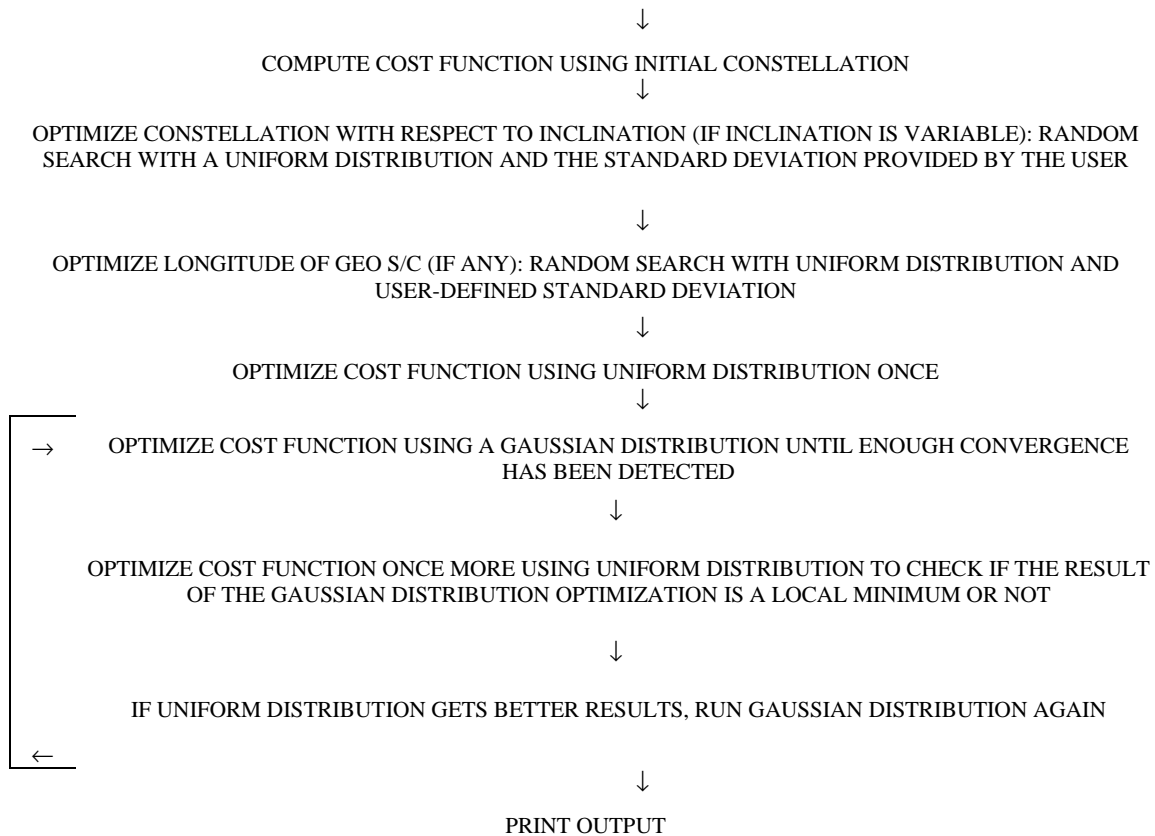 ↓
COMPUTE COST FUNCTION USING INITIAL CONSTELLATION
↓
OPTIMIZE CONSTELLATION WITH RESPECT TO INCLINATION (IF INCLINATION IS VARIABLE): RANDOM
SEARCH WITH A UNIFORM DISTRIBUTION AND THE STANDARD DEVIATION PROVIDED BY THE USER
↓
OPTIMIZE LONGITUDE OF GEO S/C (IF ANY): RANDOM SEARCH WITH UNIFORM DISTRIBUTION AND
USER-DEFINED STANDARD DEVIATION
↓
OPTIMIZE COST FUNCTION USING UNIFORM DISTRIBUTION ONCE
↓
→ OPTIMIZE COST FUNCTION USING A GAUSSIAN DISTRIBUTION UNTIL ENOUGH CONVERGENCE
HAS BEEN DETECTED
↓
OPTIMIZE COST FUNCTION ONCE MORE USING UNIFORM DISTRIBUTION TO CHECK IF THE RESULT
OF THE GAUSSIAN DISTRIBUTION OPTIMIZATION IS A LOCAL MINIMUM OR NOT
↓
IF UNIFORM DISTRIBUTION GETS BETTER RESULTS, RUN GAUSSIAN DISTRIBUTION AGAIN
←
↓
PRINT OUTPUT